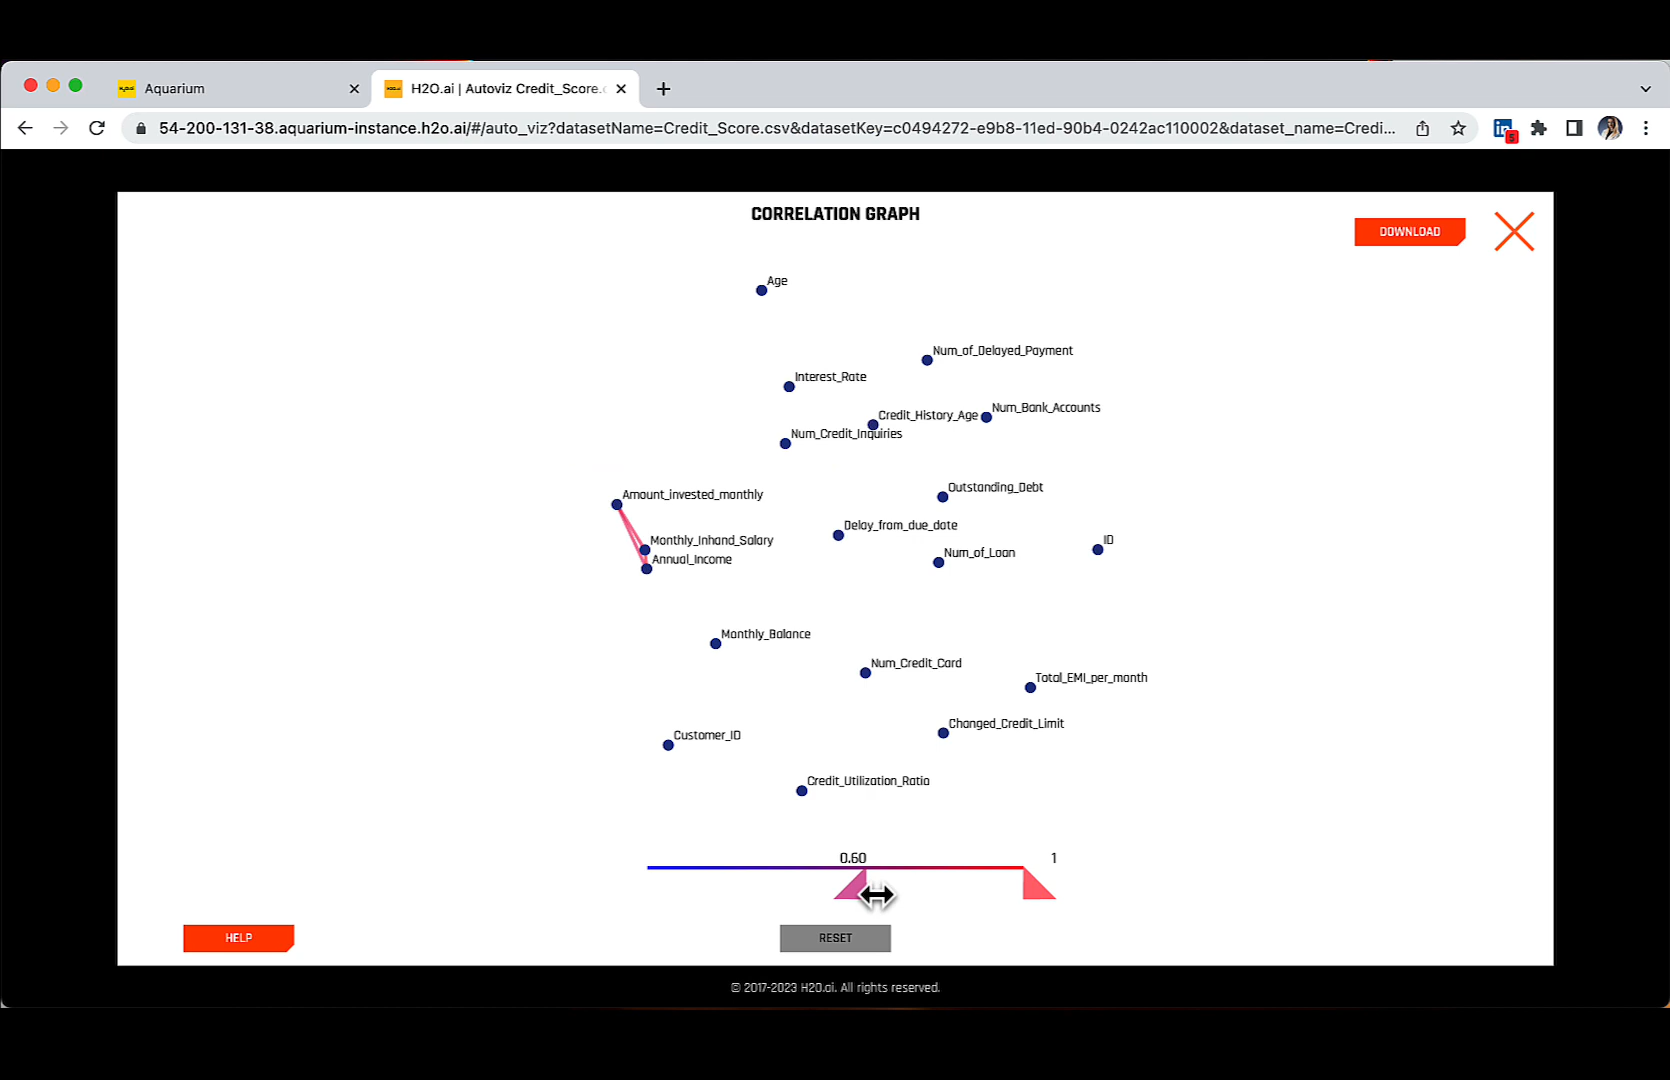 Aquarium
H2O.ai | Autoviz Credit_Score.c
54-200-131-38.aquarium-instance.h2o.ai/#/auto_viz?datasetName=Credit_Score.csv&datasetKey=c0494272-e9b8-11ed-90b4-0242ac110002&dataset_name=Credi...
CORRELATION GRAPH
DOWNLOAD
Age
Num_of_Delayed_Payment
Interest_Rate
Credit_History_Age
Num_Bank_Accounts
Num_Credit_Inquiries
Amount_invested_monthly
Outstanding_Debt
Delay_from_due_date
Monthly_Inhand_Salary
ID
Annual_Income
Num_of_Loan
Monthly_Balance
Num_Credit_Card
Total_EMI_per_month
Changed_Credit_Limit
Customer_ID
Credit_Utilization_Ratio
0.60
1
HELP
RESET
© 2017-2023 H2O.ai. All rights reserved.